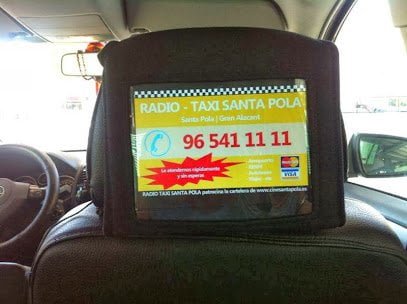 RADIO - TAXI SANTA POLA
Santa Pola | Gran Alacant
96 541 11 11
Le atendemos rápidamente
y sin esperas
Aeropuerto
MasterCard
VISA
RADIO TAXI SANTA POLA patrocina la cartelera de www.cinesantapola.es